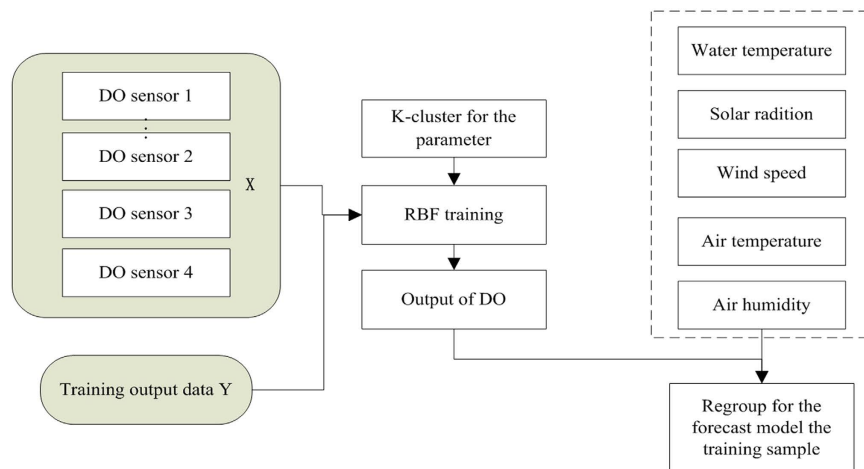 DO sensor 1
DO sensor 2
DO sensor 3
DO sensor 4
X
Training output data Y
K-cluster for the
parameter
RBF training
Output of DO
Water temperature
Solar radition
Wind speed
Air temperature
Air humidity
Regroup for the
forecast model the
training sample